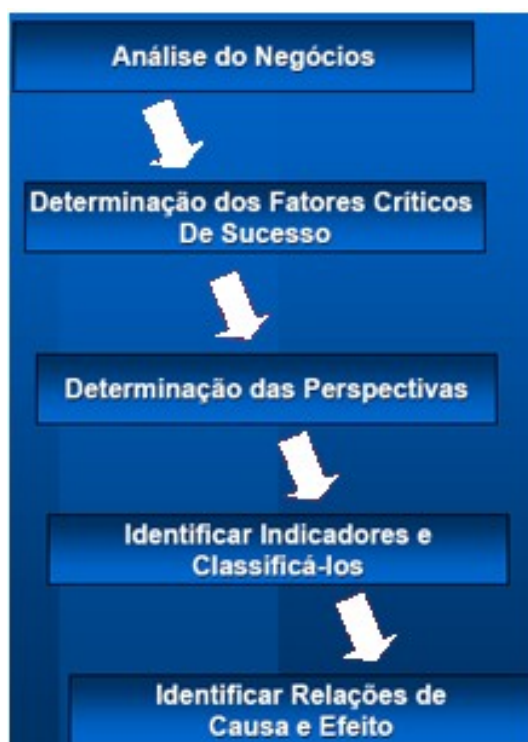 Análise do Negócios
Determinação dos Fatores Críticos
De Sucesso
Determinação das Perspectivas
Identificar Indicadores e
Classificá-los
Identificar Relações de
Causa e Efeito